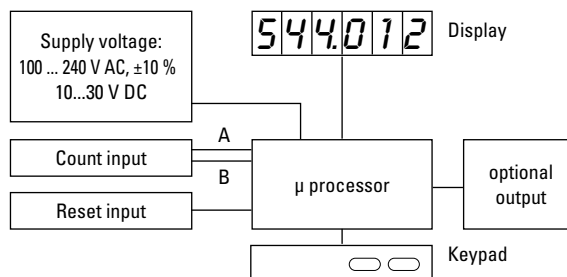 Supply voltage:
100 ... 240 V AC, ±10 %
10...30 V DC
544.012
Display
A
Count input
B
Reset input
µ processor
optional
output
Keypad